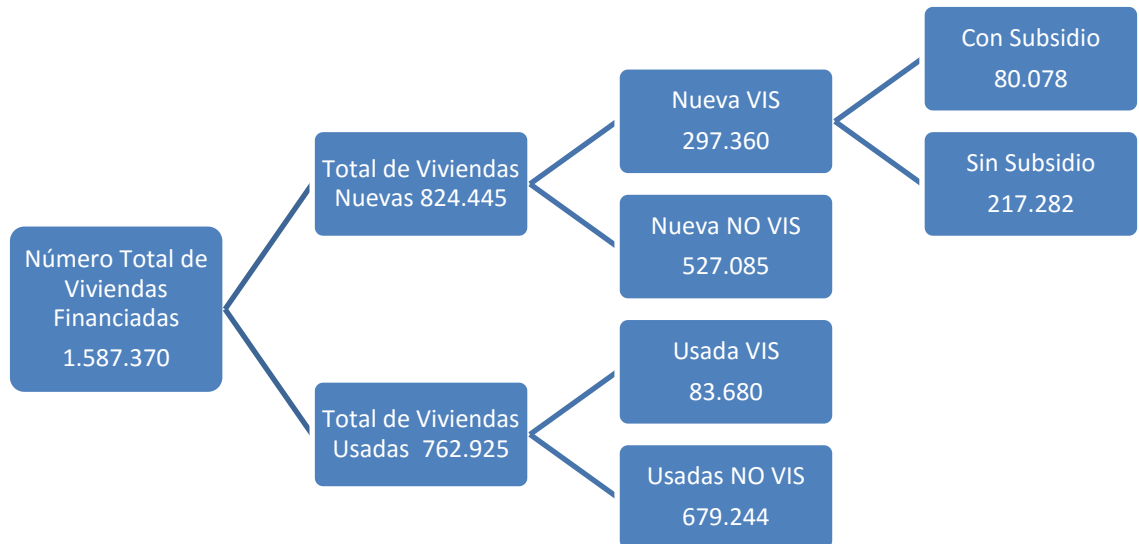 Número Total de
Viviendas
Financiadas
1.587.370
Total de Viviendas
Nuevas 824.445
Nueva VIS
297.360
Con Subsidio
80.078
Sin Subsidio
217.282
Nueva NO VIS
527.085
Total de Viviendas
Usadas 762.925
Usada VIS
83.680
Usadas NO VIS
679.244